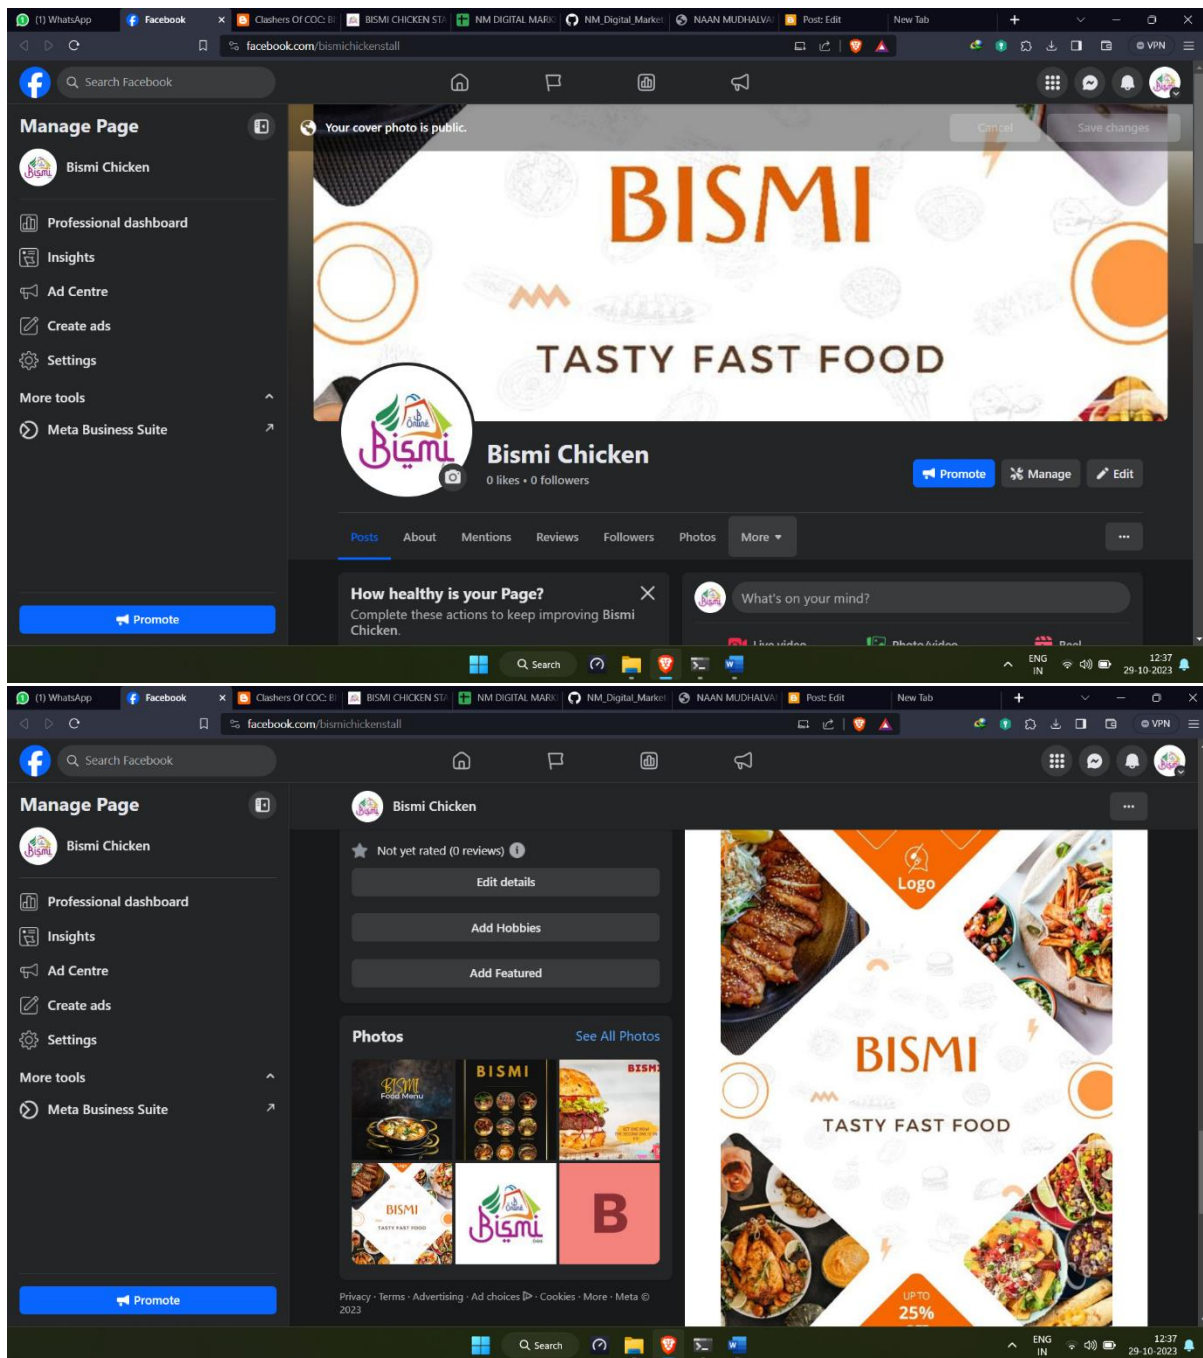 (1) WhatsApp
Facebook
Clashers Of COC: B
BISMI CHICKEN STA
NM DIGITAL MARK
NM_Digital_Market
NAAN MUDHALVA
Post: Edit
New Tab
facebook.com/bismichickenstall
VPN
Search Facebook
Manage Page
Bismi Chicken
Professional dashboard
Insights
Ad Centre
Create ads
Settings
More tools
Meta Business Suite
Promote
Your cover photo is public.
Cancel
Save changes
BISMI
TASTY FAST FOOD
Online
Bismi
Bismi Chicken
0 likes • 0 followers
Promote
Manage
Edit
Posts
About
Mentions
Reviews
Followers
Photos
More
How healthy is your Page?
Complete these actions to keep improving Bismi
Chicken.
What's on your mind?
Live video
Photo/video
Reel
Search
ENG
IN
12:37
29-10-2023
(1) WhatsApp
Facebook
Clashers Of COC: B
BISMI CHICKEN STA
NM DIGITAL MARK
NM_Digital_Market
NAAN MUDHALVA
Post: Edit
New Tab
facebook.com/bismichickenstall
VPN
Search Facebook
Manage Page
Bismi Chicken
Professional dashboard
Insights
Ad Centre
Create ads
Settings
More tools
Meta Business Suite
Promote
Bismi Chicken
Not yet rated (0 reviews)
Edit details
Add Hobbies
Add Featured
Photos
See All Photos
BISMI
Food Menu
BISMI
BISMI
BISMI
TASTY FAST FOOD
Online
Bismi
B
Privacy · Terms · Advertising · Ad choices · Cookies · More · Meta ©
2023
Logo
BISMI
TASTY FAST FOOD
UPTO
25%
Search
ENG
IN
12:37
29-10-2023